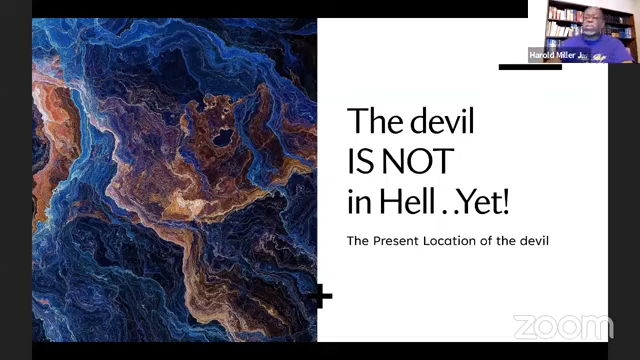 Harold Miller J...
The devil
IS NOT
in Hell . .Yet!
The Present Location of the devil
zoom